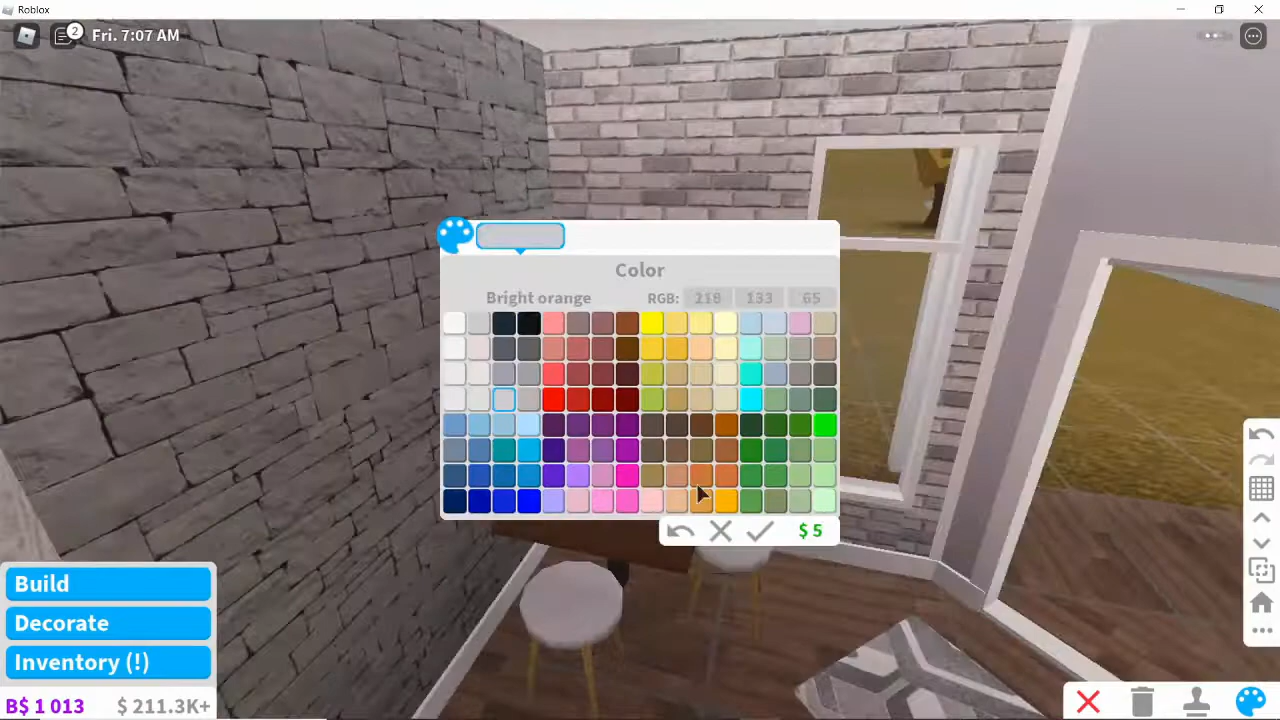 Roblox
2
Fri. 7:07 AM
Color
Bright orange
RGB: 218 133 65
$ 5
Build
Decorate
Inventory (!)
B$ 1 013
$ 211.3K+